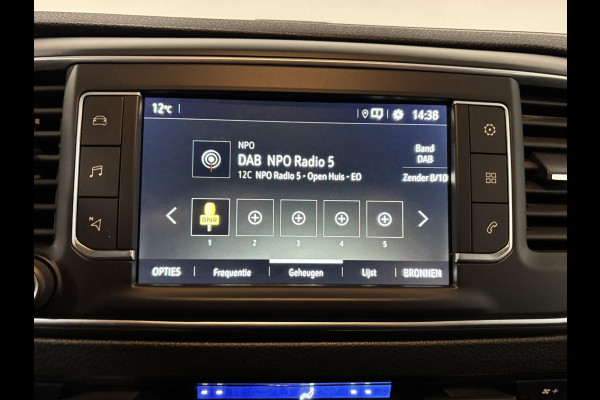 12°C
14:38
NPO
DAB NPO Radio 5
12C NPO Radio 5 - Open Huis - EO
Band
DAB
Zender 8/10
BNR
1 2 3 4 5
OPTIES Frequentie Geheugen Lijst BRONNEN
N